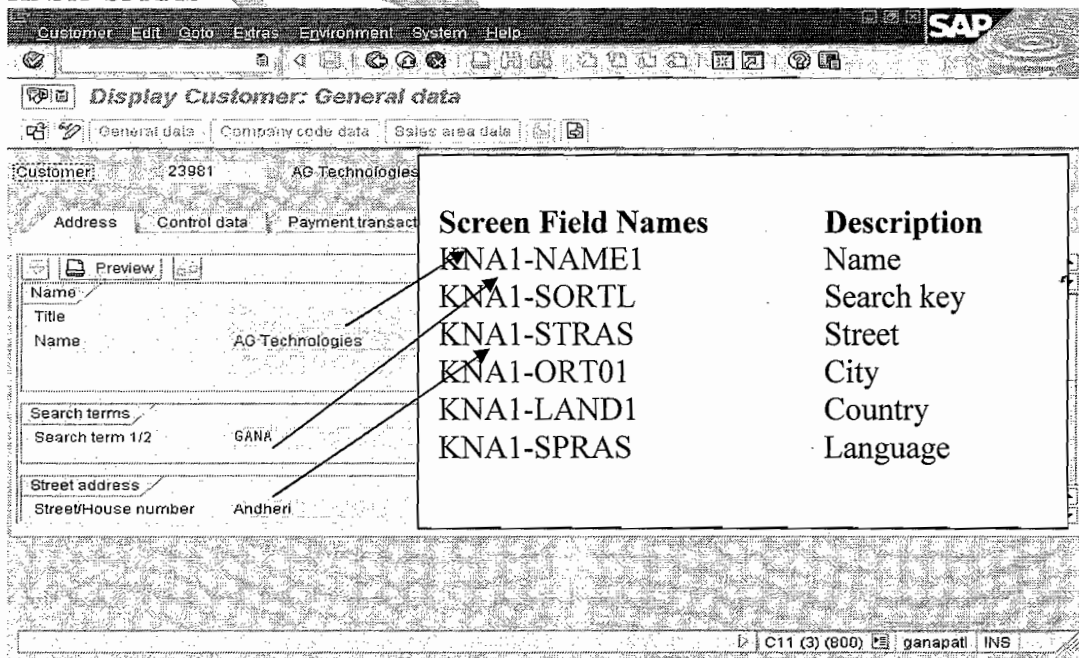 Customer Edit Goto Extras Environment System Help
SAP
Display Customer: General data
General data Company code data Sales area data
Customer 23981 AG Technologies
Address Control data Payment transact
Preview
Name
Title
Name AG Technologies
Search terms
Search term 1/2 GANA
Street address
Street/House number Andheri
Screen Field Names Description
KNA1-NAME1 Name
KNA1-SORTL Search key
KNA1-STRAS Street
KNA1-ORT01 City
KNA1-LAND1 Country
KNA1-SPRAS Language
C11 (3) (800) ganapati INS